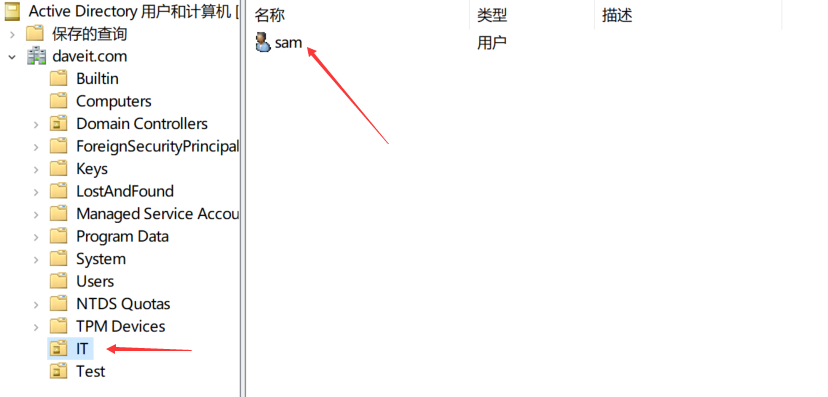 Active Directory 用户和计算机 [
保存的查询
daveit.com
Builtin
Computers
Domain Controllers
ForeignSecurityPrincipal
Keys
LostAndFound
Managed Service Accou
Program Data
System
Users
NTDS Quotas
TPM Devices
IT
Test
名称 类型 描述
sam 用户